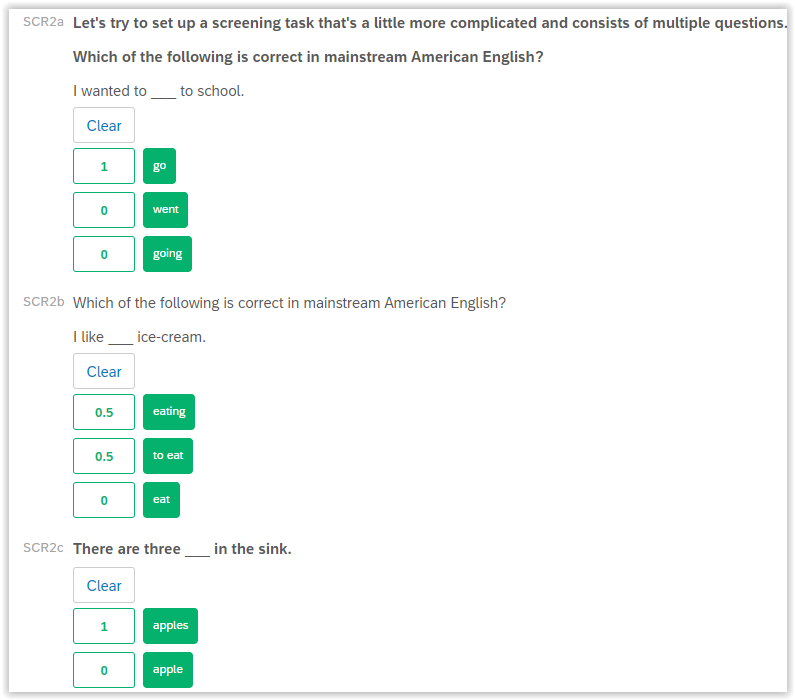 SCR2a Let's try to set up a screening task that's a little more complicated and consists of multiple questions.
Which of the following is correct in mainstream American English?
I wanted to ___ to school.
Clear
1 go
0 went
0 going
SCR2b Which of the following is correct in mainstream American English?
I like ___ ice-cream.
Clear
0.5 eating
0.5 to eat
0 eat
SCR2c There are three ___ in the sink.
Clear
1 apples
0 apple